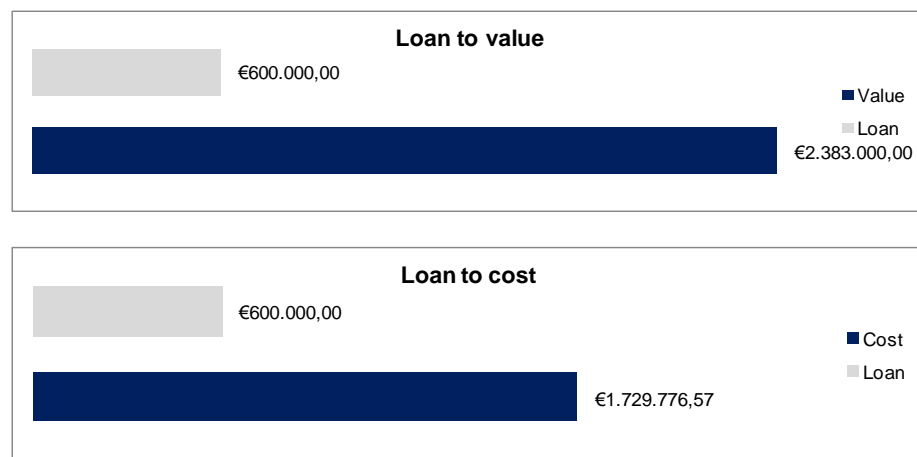 Loan to value
€600.000,00
Value
Loan
€2.383.000,00
Loan to cost
€600.000,00
Cost
Loan
€1.729.776,57